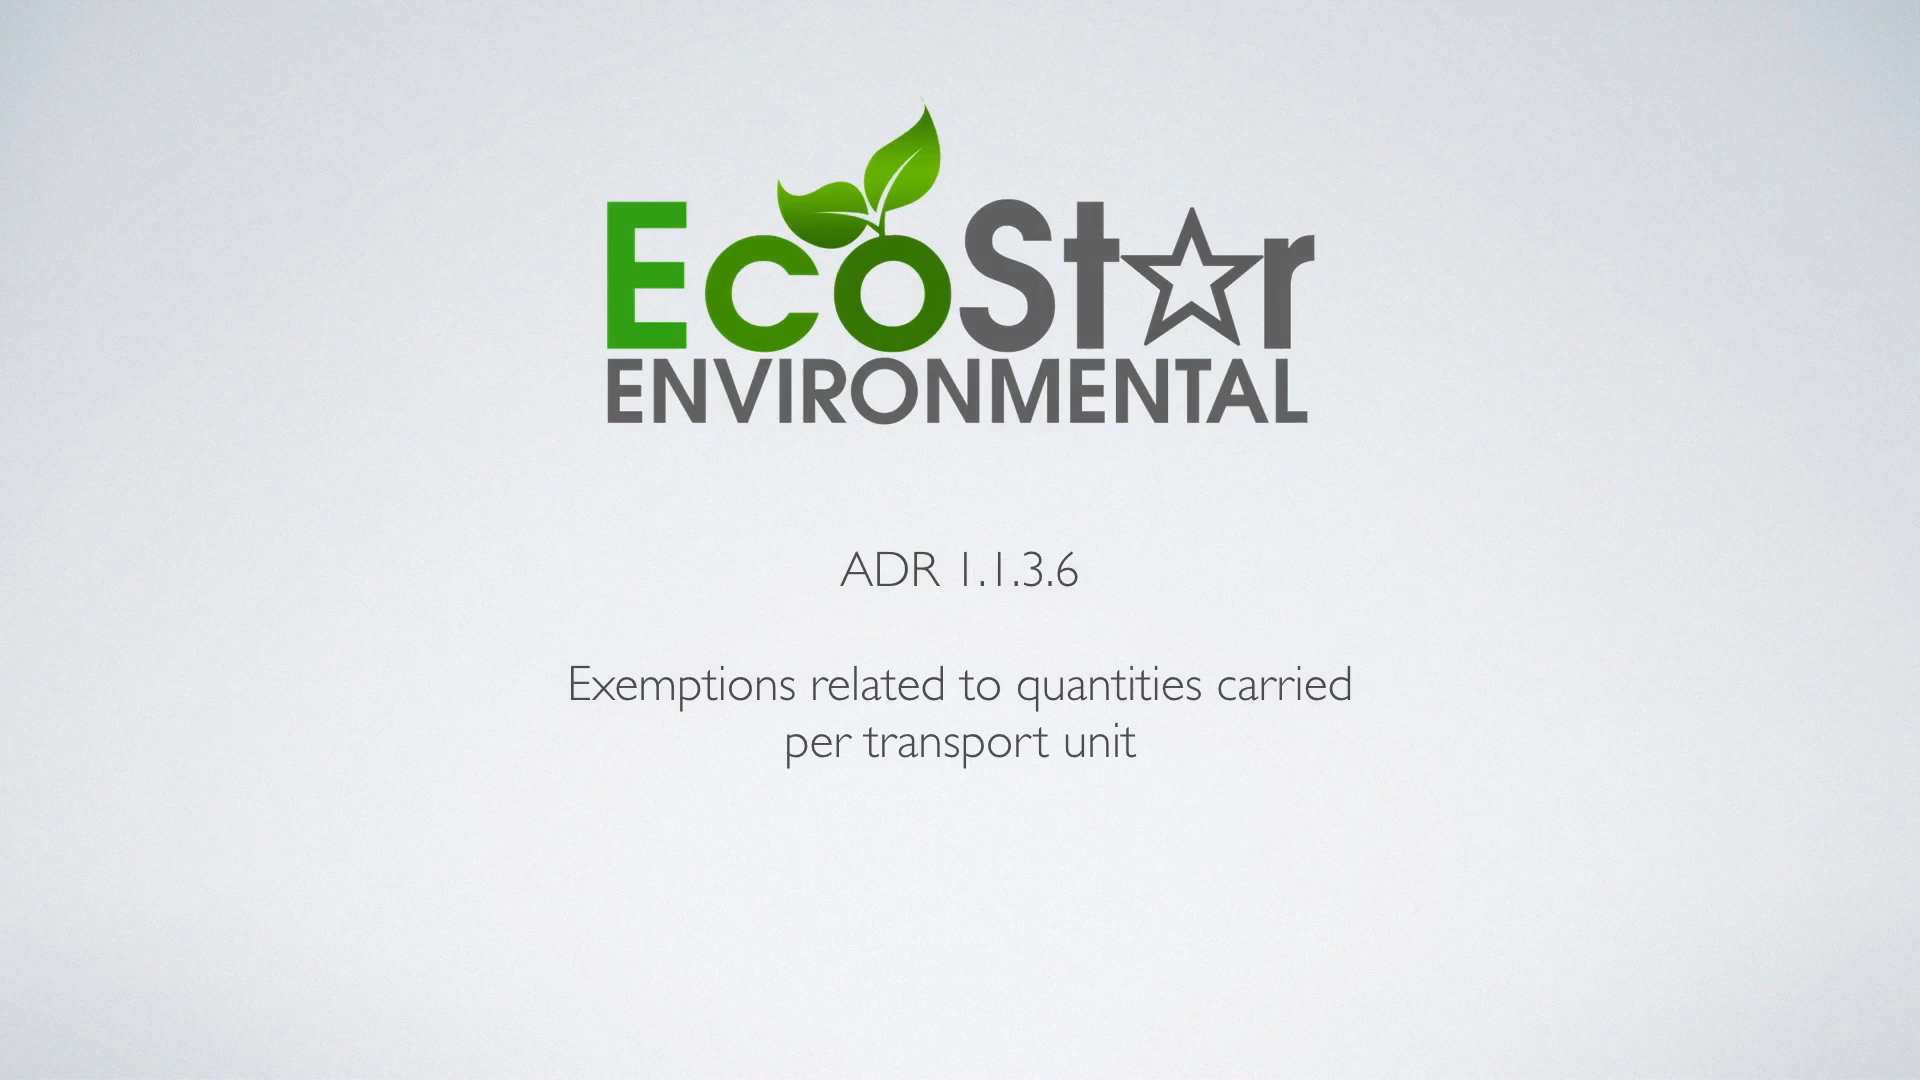 EcoStar
ENVIRONMENTAL
ADR 1.1.3.6
Exemptions related to quantities carried
per transport unit